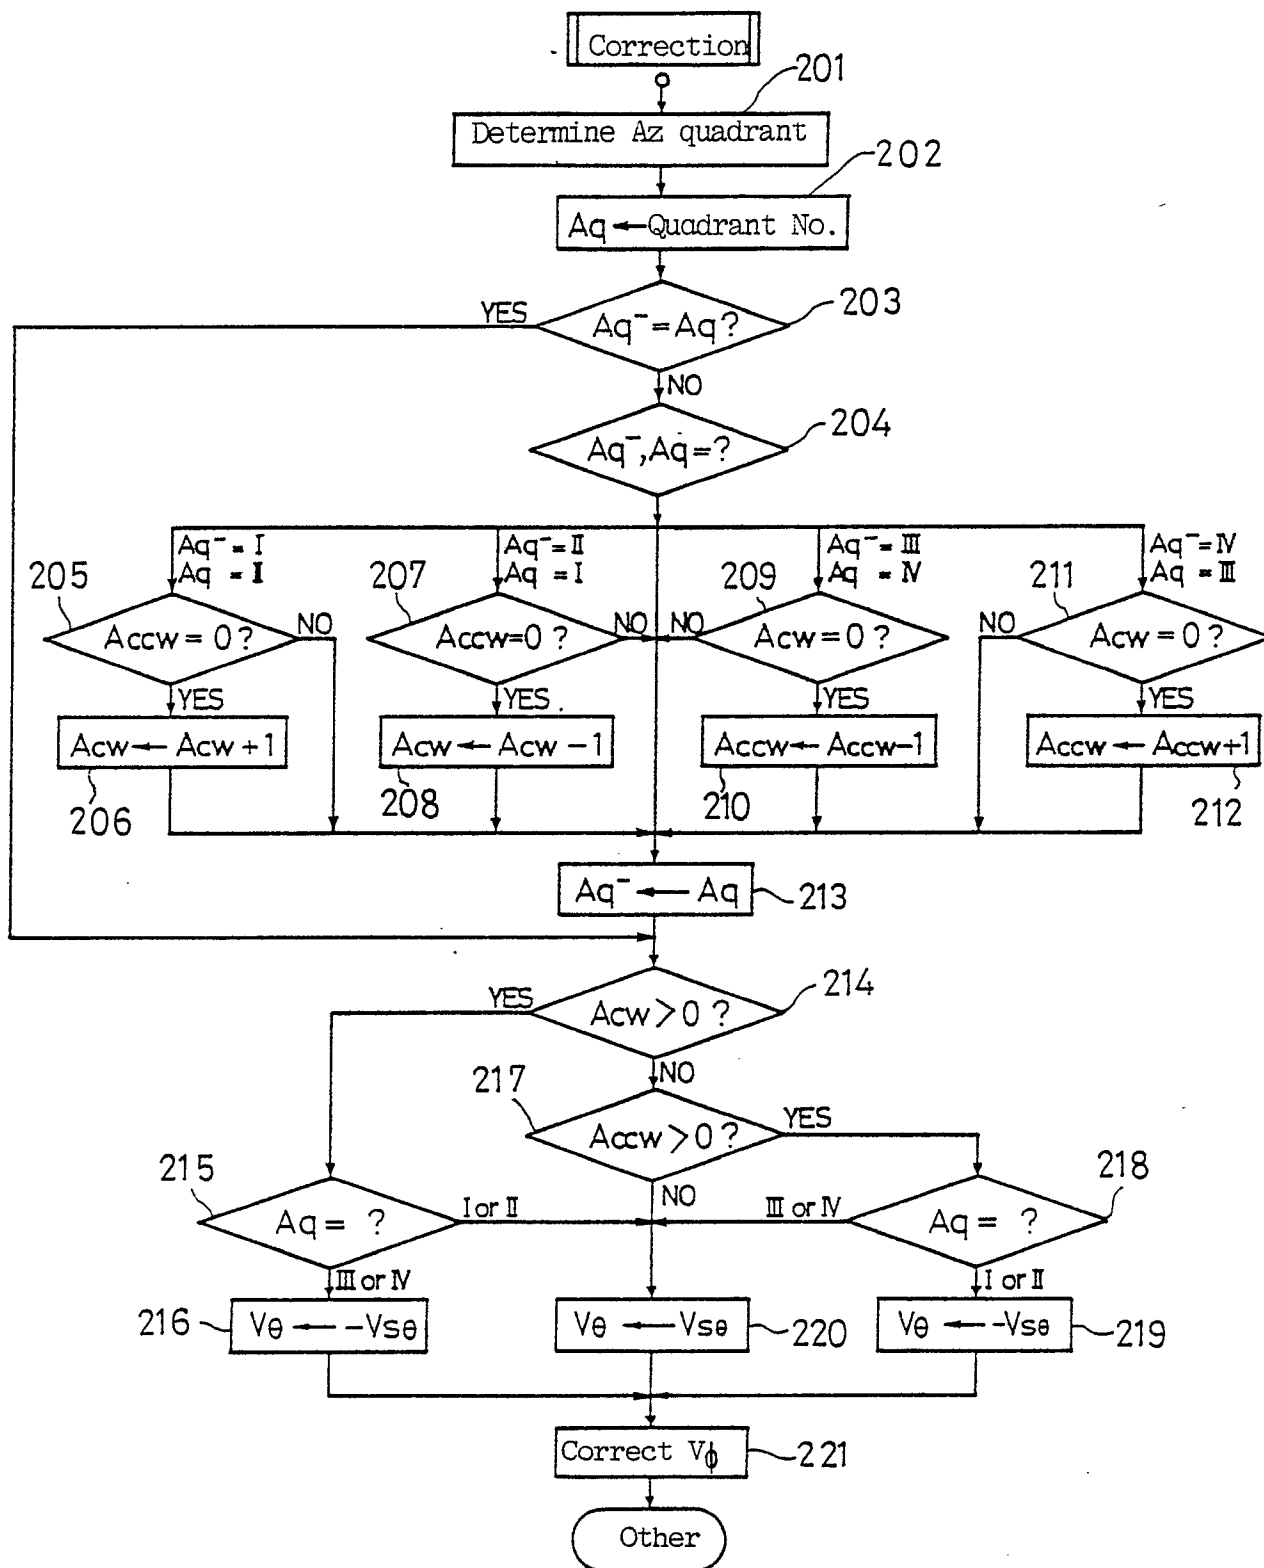 Correction
201
Determine Az quadrant
202
Aq ← Quadrant No.
203
YES
Aq⁻ = Aq?
NO
204
Aq⁻, Aq = ?
Aq⁻ = I
Aq = II
Aq⁻ = II
Aq = I
Aq⁻ = III
Aq = IV
Aq⁻ = IV
Aq = III
205
207
209
211
Accw = 0?
NO
Accw = 0?
NO
NO
Acw = 0?
NO
Acw = 0?
YES
YES
YES
YES
Acw ← Acw + 1
Acw ← Acw - 1
Accw ← Accw-1
Accw ← Accw+1
206
208
210
212
Aq⁻ ← Aq
213
YES
214
Acw > 0 ?
NO
217
YES
Accw > 0 ?
NO
215
218
Aq = ?
I or II
III or IV
Aq = ?
III or IV
I or II
216
Vθ ← -Vsθ
Vθ ← Vsθ
220
Vθ ← -Vsθ
219
Correct Vϕ
221
Other